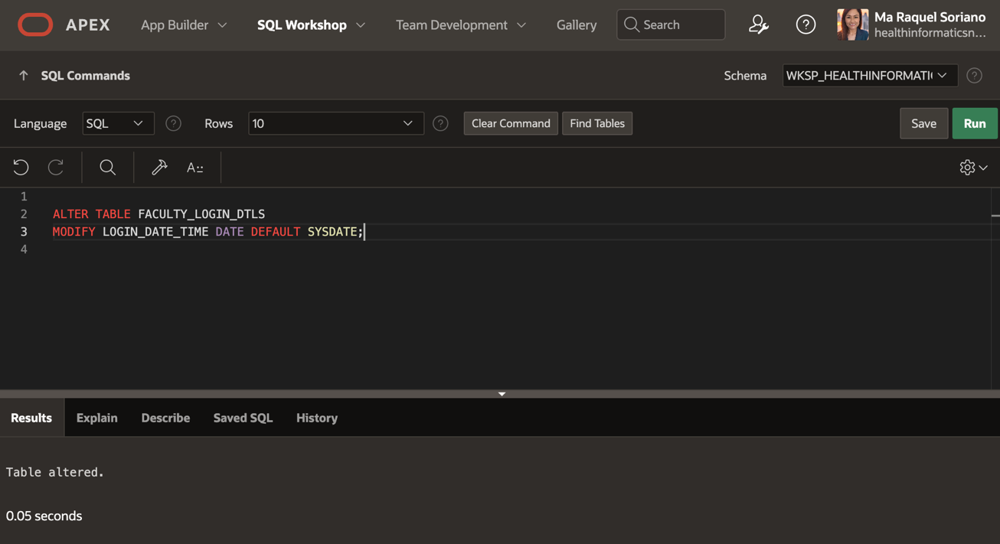 APEX App Builder SQL Workshop Team Development Gallery Search ? Ma Raquel Soriano
healthinformaticsn...
SQL Commands Schema WKSP_HEALTHINFORMATI ?
Language SQL ? Rows 10 ? Clear Command Find Tables Save Run
A::
1
2 ALTER TABLE FACULTY_LOGIN_DTLS
3 MODIFY LOGIN_DATE_TIME DATE DEFAULT SYSDATE;
4
Results Explain Describe Saved SQL History
Table altered.
0.05 seconds